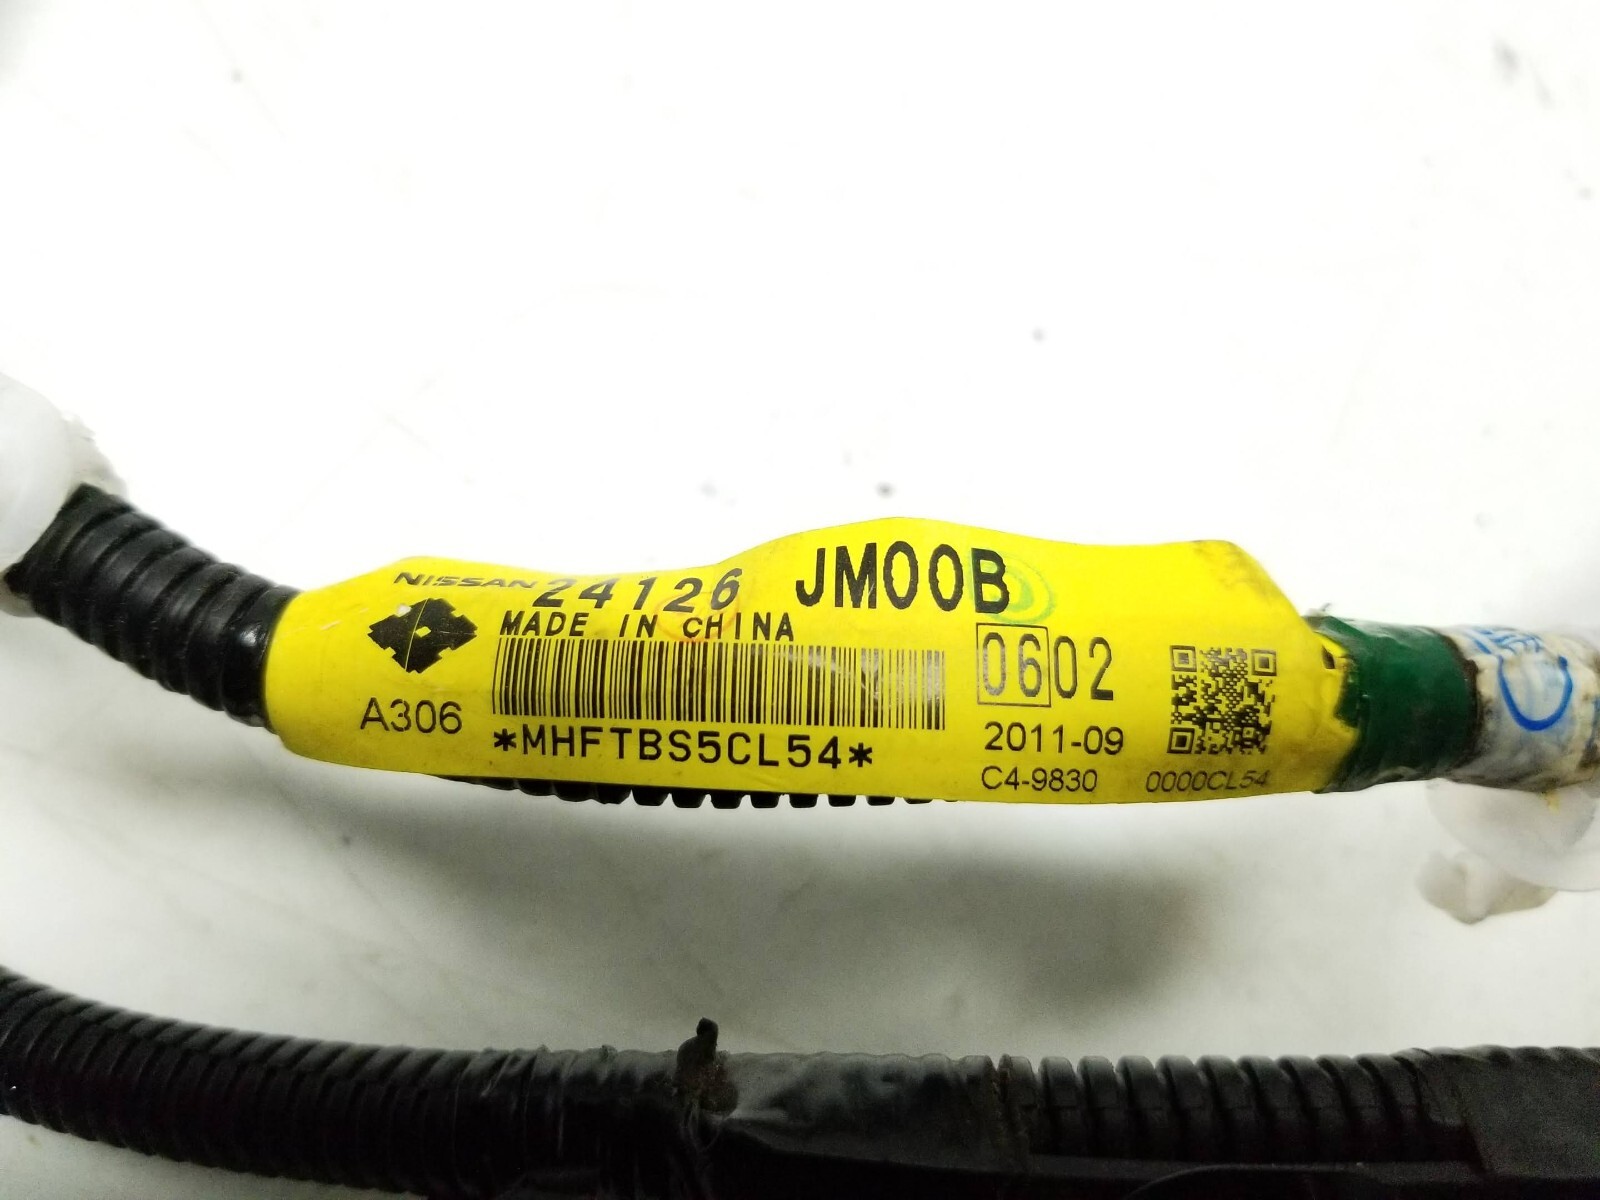 NISSAN 24126 JM00B
MADE IN CHINA
0602
A306
*MHFTBS5CL54*
2011-09
C4-9830
0000CL54